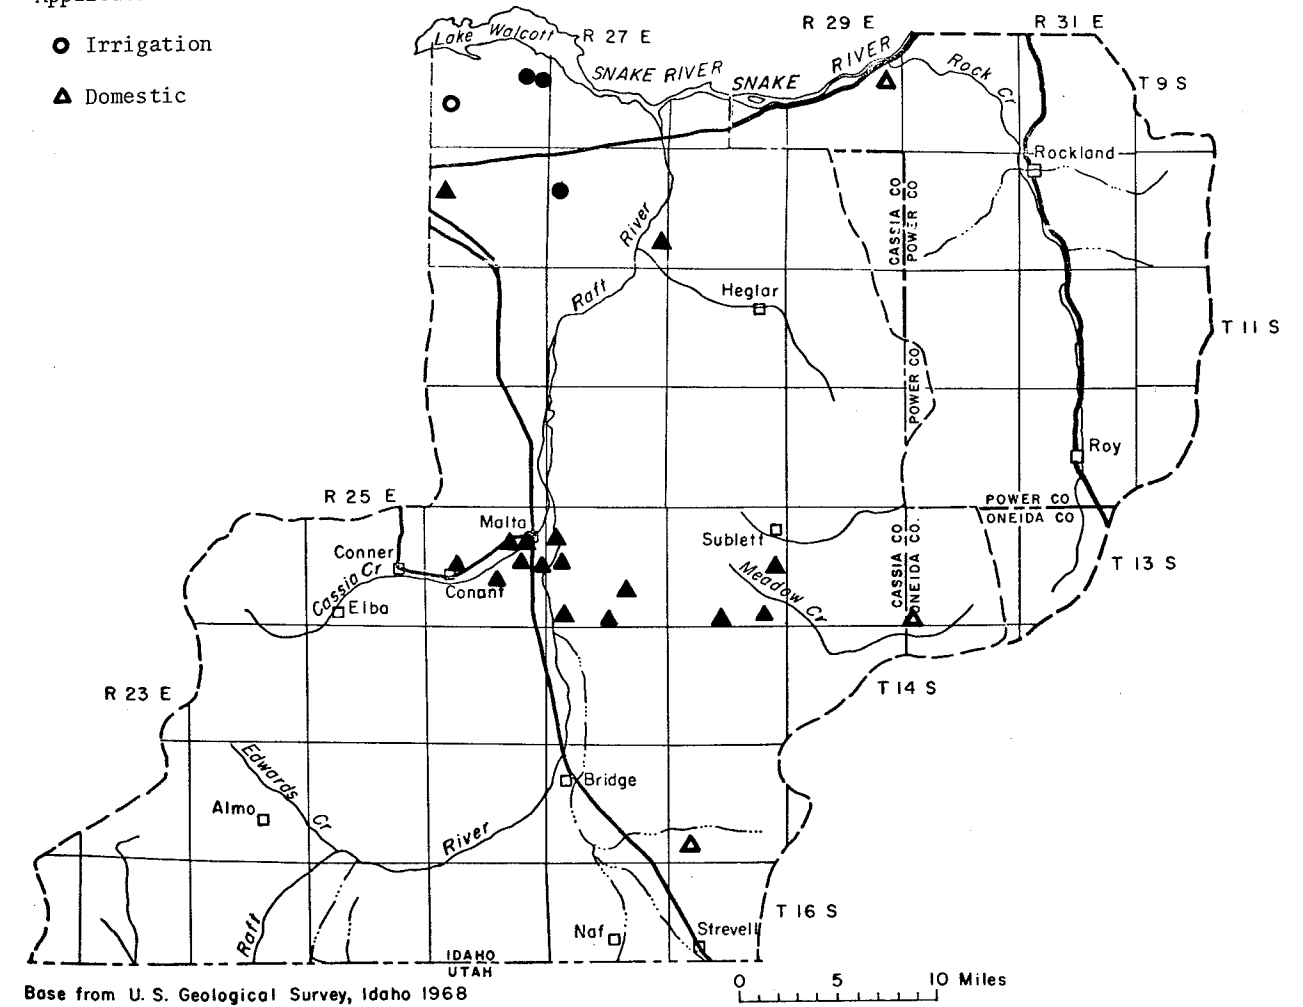 Irrigation
Domestic
Lake Walcott
R 27 E
R 29 E
R 31 E
SNAKE RIVER
SNAKE
RIVER
Rock Cr
T 9 S
Rockland
CASSIA CO
POWER CO
River
Raft
Heglar
T 11 S
POWER CO.
Roy
R 25 E
POWER CO
ONEIDA CO
Malta
Sublett
Conner
Cassia Cr
Conant
Elba
Meadow Cr
CASSIA CO.
ONEIDA CO.
T 13 S
R 23 E
T 14 S
Edwards Cr
Bridge
Almo
River
Raft
T 16 S
Naf
Strevell
IDAHO
UTAH
0 5 10 Miles
Base from U. S. Geological Survey, Idaho 1968